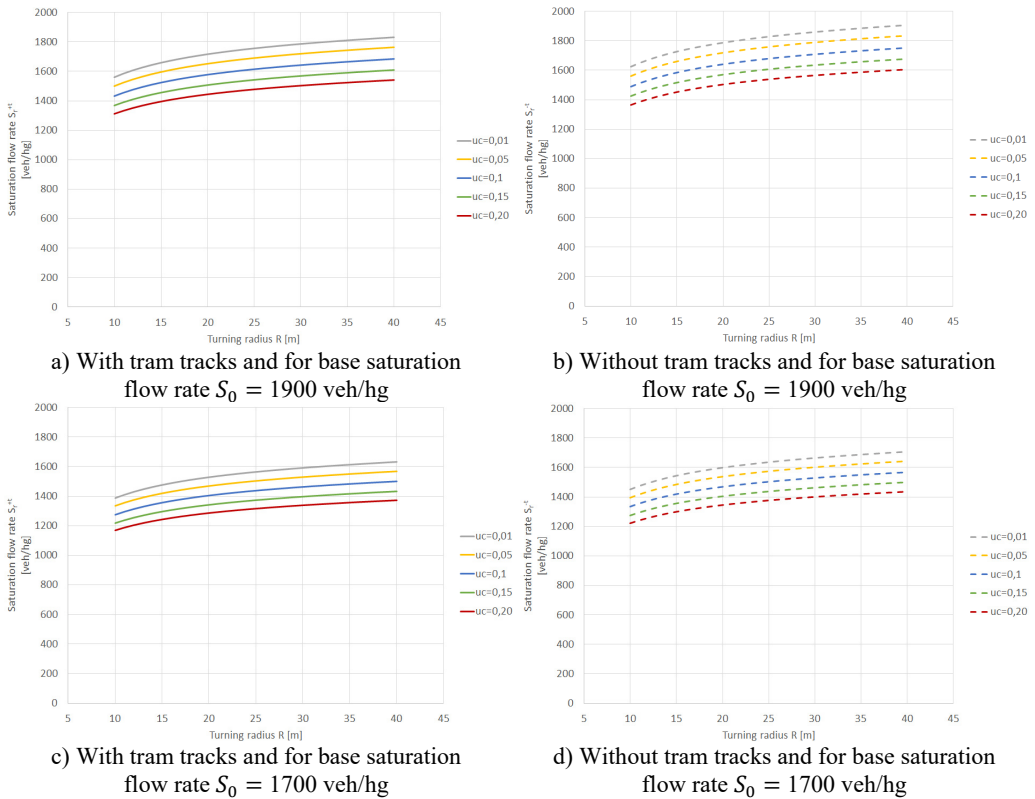 2000
1800
1600
1400
1200
1000
800
600
400
200
0
Saturation flow rate Sᵣ⁺ᵗ
[veh/hg]
5 10 15 20 25 30 35 40 45
Turning radius R [m]
uc=0,01
uc=0,05
uc=0,1
uc=0,15
uc=0,20
a) With tram tracks and for base saturation
flow rate S₀ = 1900 veh/hg
2000
1800
1600
1400
1200
1000
800
600
400
200
0
Saturation flow rate Sᵣ⁻ᵗ
[veh/hg]
5 10 15 20 25 30 35 40 45
Turning radius R [m]
uc=0,01
uc=0,05
uc=0,1
uc=0,15
uc=0,20
b) Without tram tracks and for base saturation
flow rate S₀ = 1900 veh/hg
2000
1800
1600
1400
1200
1000
800
600
400
200
0
Saturation flow rate Sᵣ⁺ᵗ
[veh/hg]
5 10 15 20 25 30 35 40 45
Turning radius R [m]
uc=0,01
uc=0,05
uc=0,1
uc=0,15
uc=0,20
c) With tram tracks and for base saturation
flow rate S₀ = 1700 veh/hg
2000
1800
1600
1400
1200
1000
800
600
400
200
0
Saturation flow rate Sᵣ⁻ᵗ
[veh/hg]
5 10 15 20 25 30 35 40 45
Turning radius R [m]
uc=0,01
uc=0,05
uc=0,1
uc=0,15
uc=0,20
d) Without tram tracks and for base saturation
flow rate S₀ = 1700 veh/hg